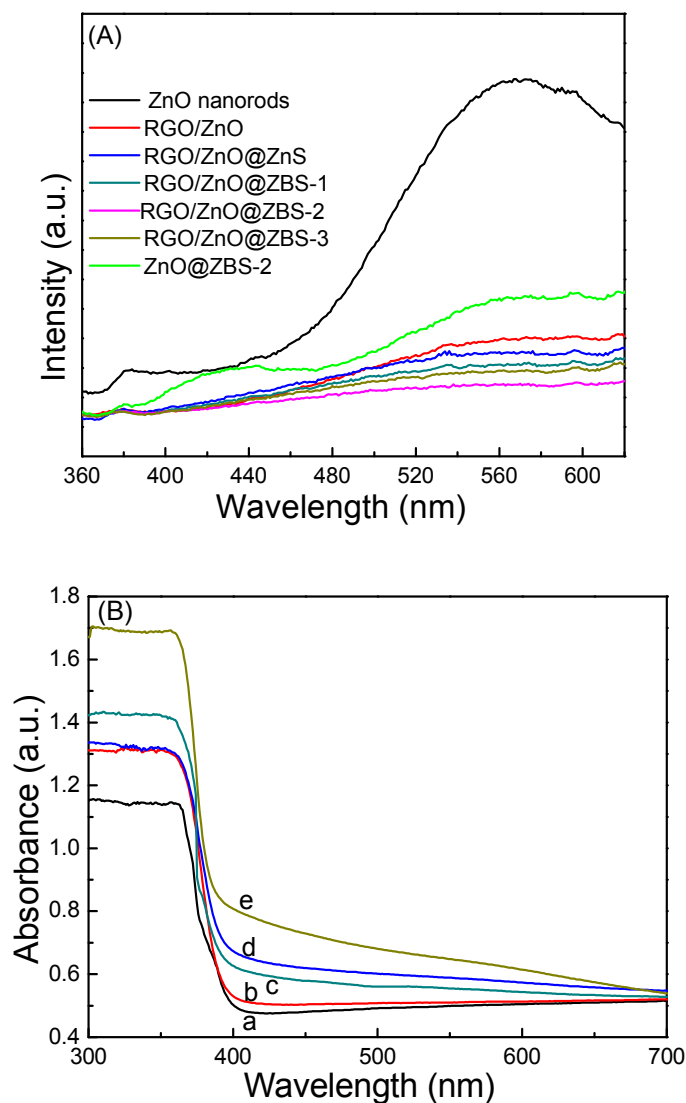 (A)
ZnO nanorods
RGO/ZnO
RGO/ZnO@ZnS
RGO/ZnO@ZBS-1
RGO/ZnO@ZBS-2
RGO/ZnO@ZBS-3
ZnO@ZBS-2
Intensity (a.u.)
360 400 440 480 520 560 600
Wavelength (nm)
(B)
1.8
1.6
1.4
1.2
1.0
0.8
0.6
0.4
Absorbance (a.u.)
e
d
c
b
a
300 400 500 600 700
Wavelength (nm)